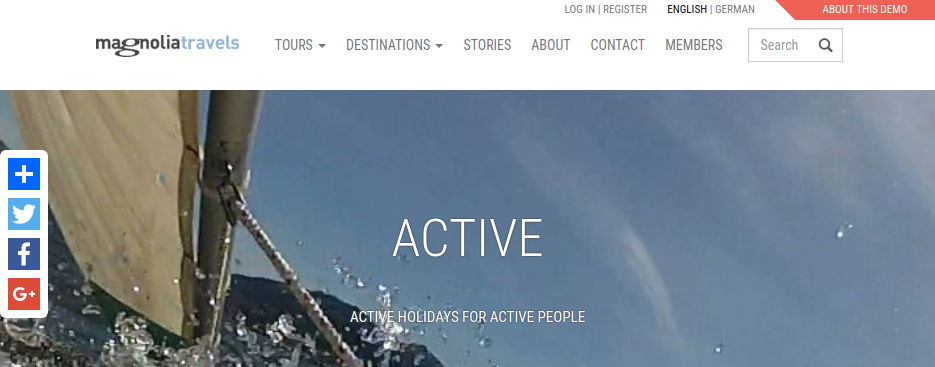 LOG IN | REGISTER ENGLISH | GERMAN ABOUT THIS DEMO
magnoliatravels TOURS DESTINATIONS STORIES ABOUT CONTACT MEMBERS Search
ACTIVE
ACTIVE HOLIDAYS FOR ACTIVE PEOPLE